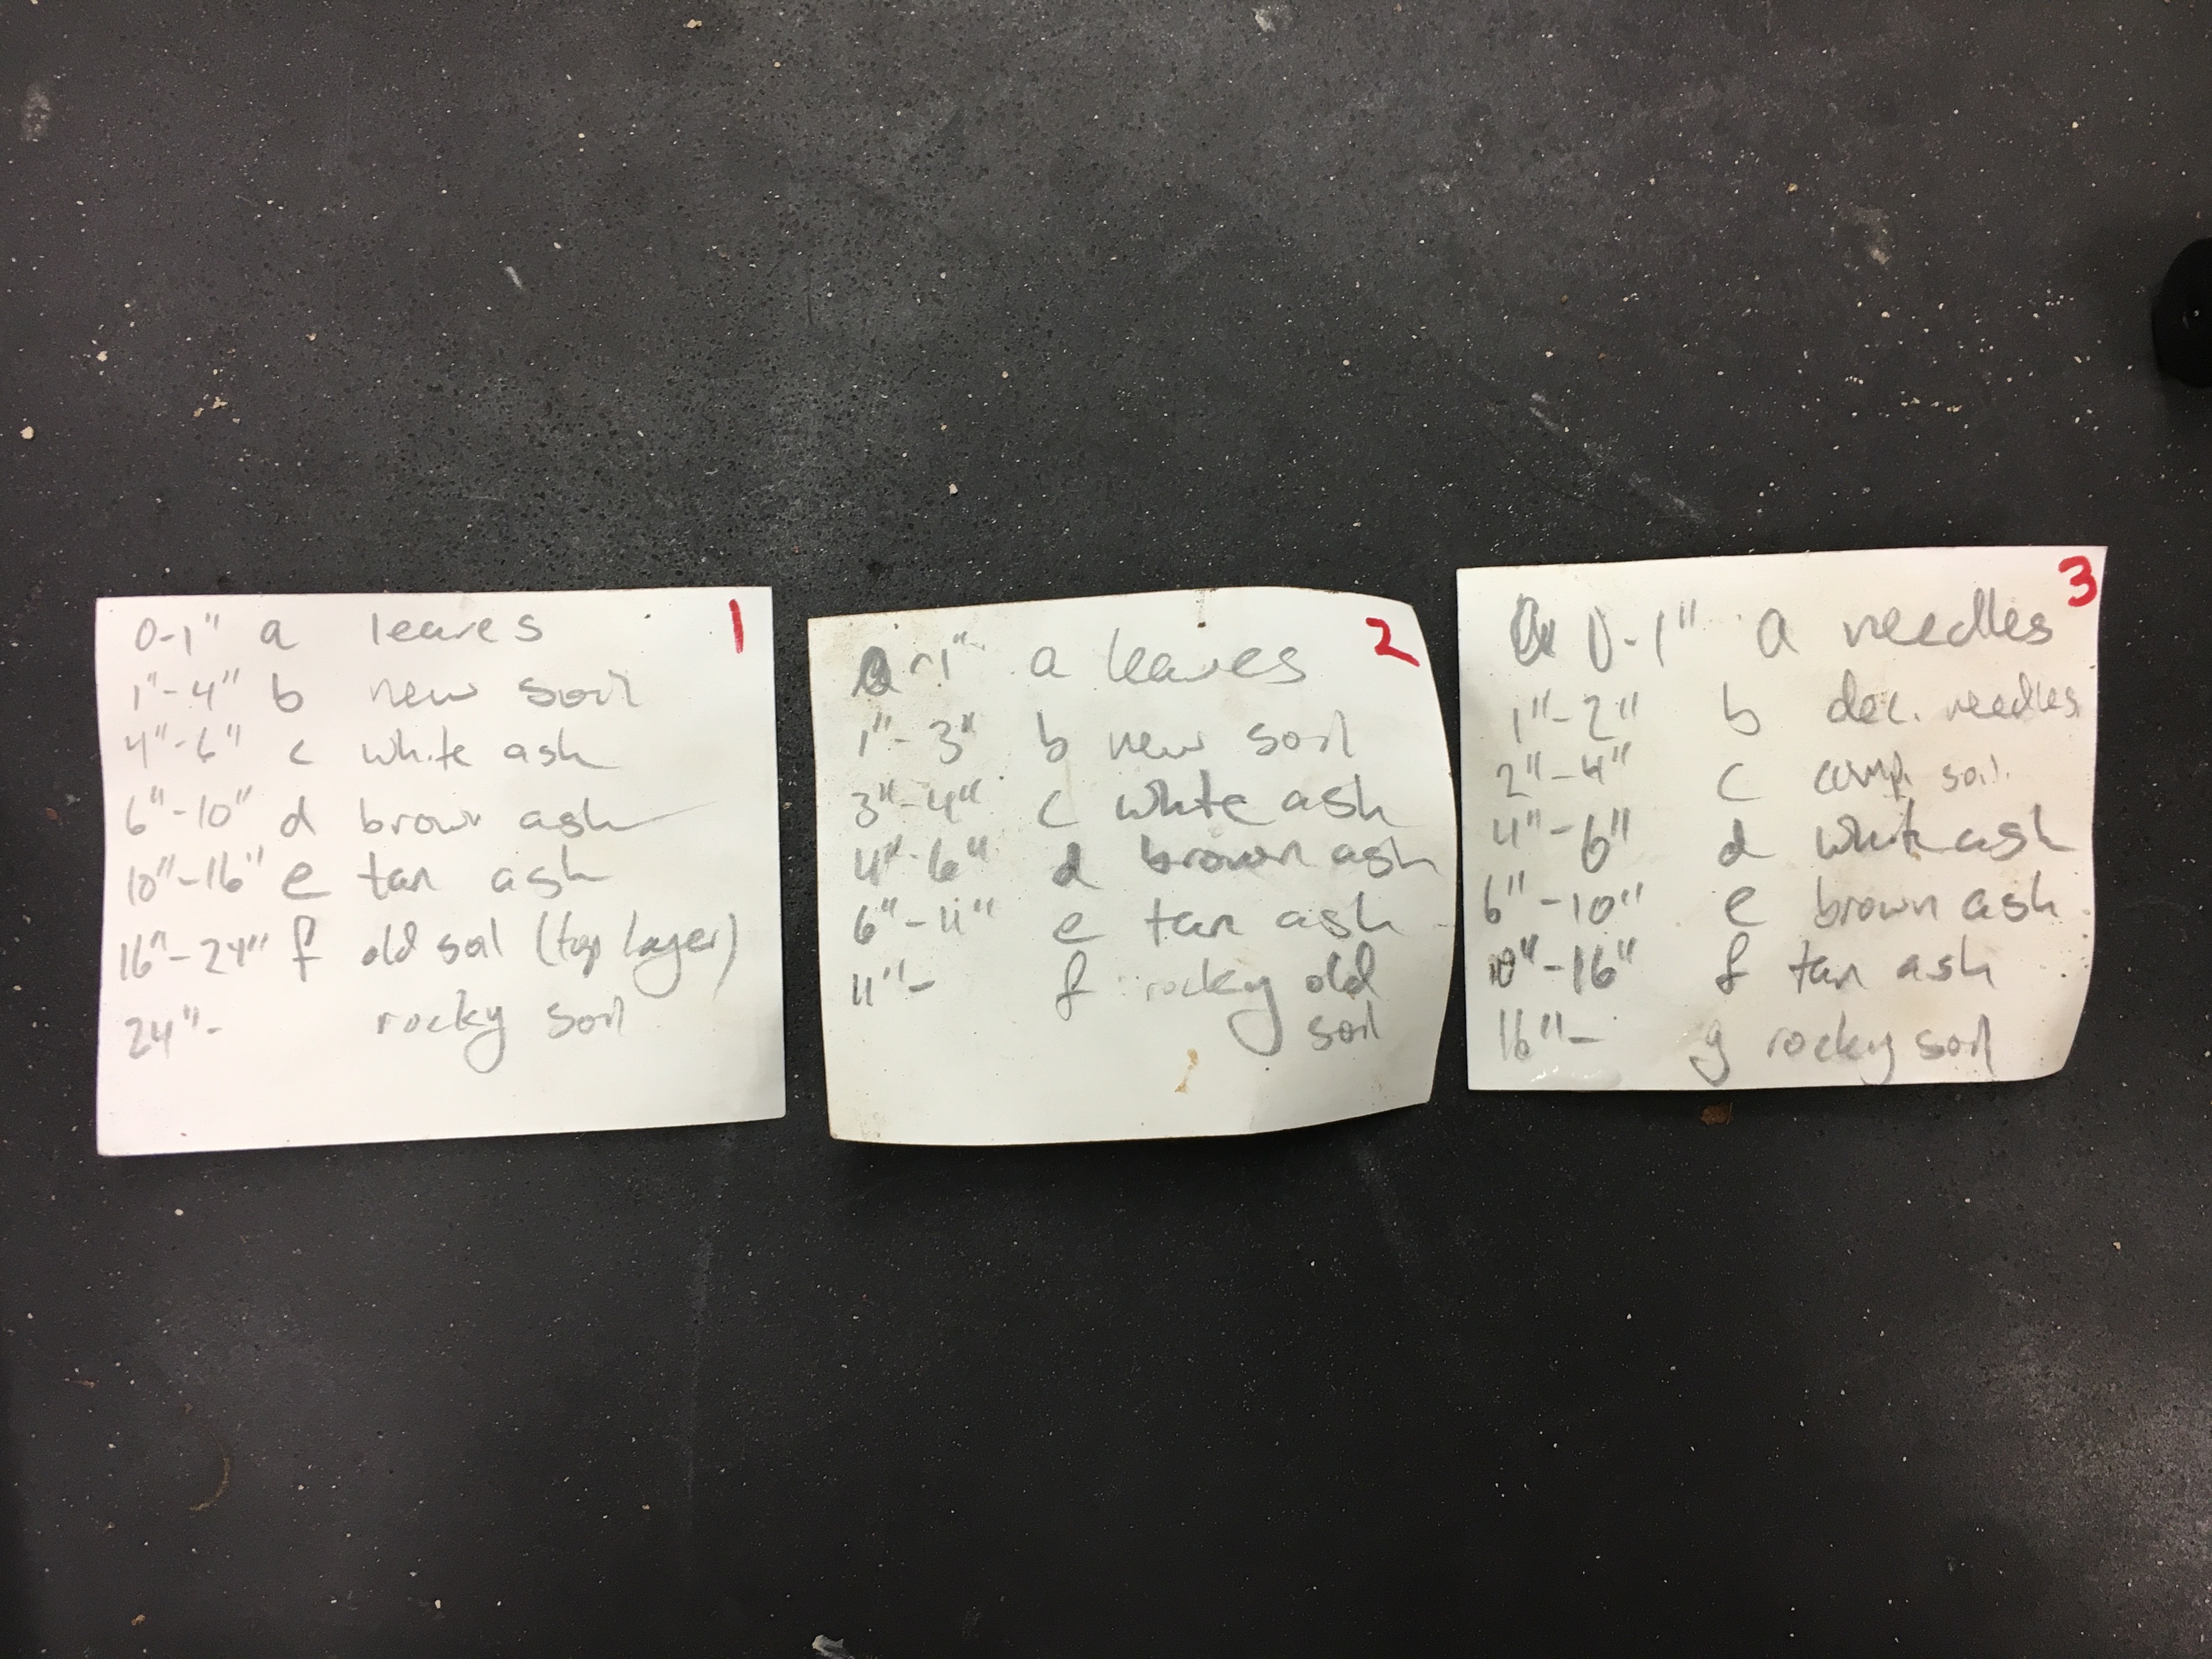 1
0-1" a leaves
1"-4" b new soil
4"-6" c white ash
6"-10" d brown ash
10"-16" e tan ash
16"-24" f old soil (top layer)
24"- rocky soil
2
0-1" a leaves
1"-3" b new soil
3"-4" c white ash
4"-6" d brown ash
6"-11" e tan ash
11"- f rocky old
soil
3
0-1" a needles
1"-2" b dec. needles
2"-4" c comp. soil
4"-6" d white ash
6"-10" e brown ash
10"-16" f tan ash
16"- g rocky soil